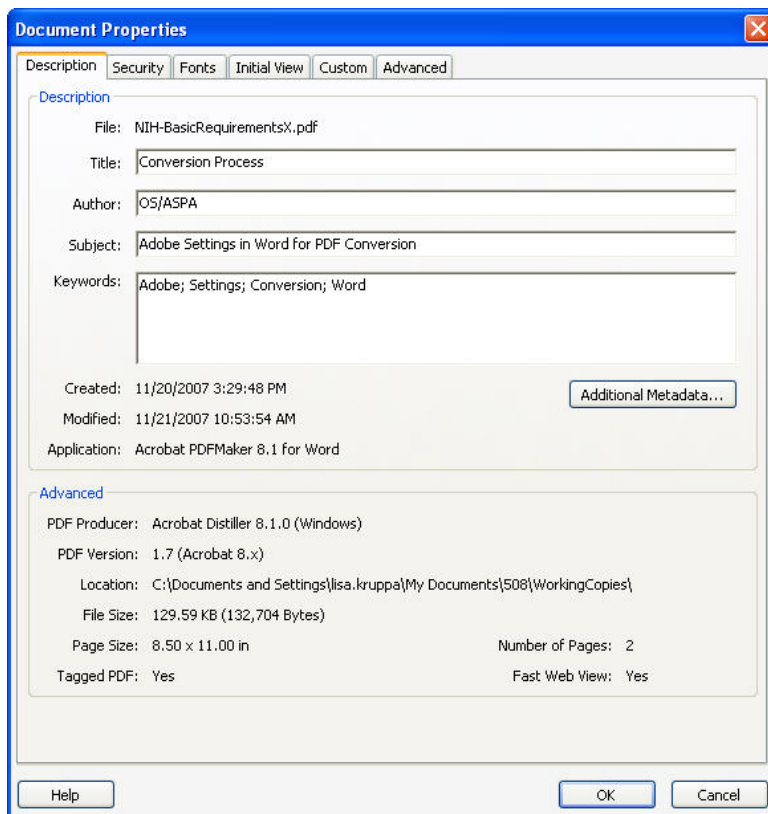 Document Properties
Description Security Fonts Initial View Custom Advanced
Description
File: NIH-BasicRequirementsX.pdf
Title: Conversion Process
Author: OS/ASPA
Subject: Adobe Settings in Word for PDF Conversion
Keywords: Adobe; Settings; Conversion; Word
Created: 11/20/2007 3:29:48 PM
Additional Metadata...
Modified: 11/21/2007 10:53:54 AM
Application: Acrobat PDFMaker 8.1 for Word
Advanced
PDF Producer: Acrobat Distiller 8.1.0 (Windows)
PDF Version: 1.7 (Acrobat 8.x)
Location: C:\Documents and Settings\lisa.kruppa\My Documents\508\WorkingCopies\
File Size: 129.59 KB (132,704 Bytes)
Page Size: 8.50 x 11.00 in Number of Pages: 2
Tagged PDF: Yes Fast Web View: Yes
Help OK Cancel